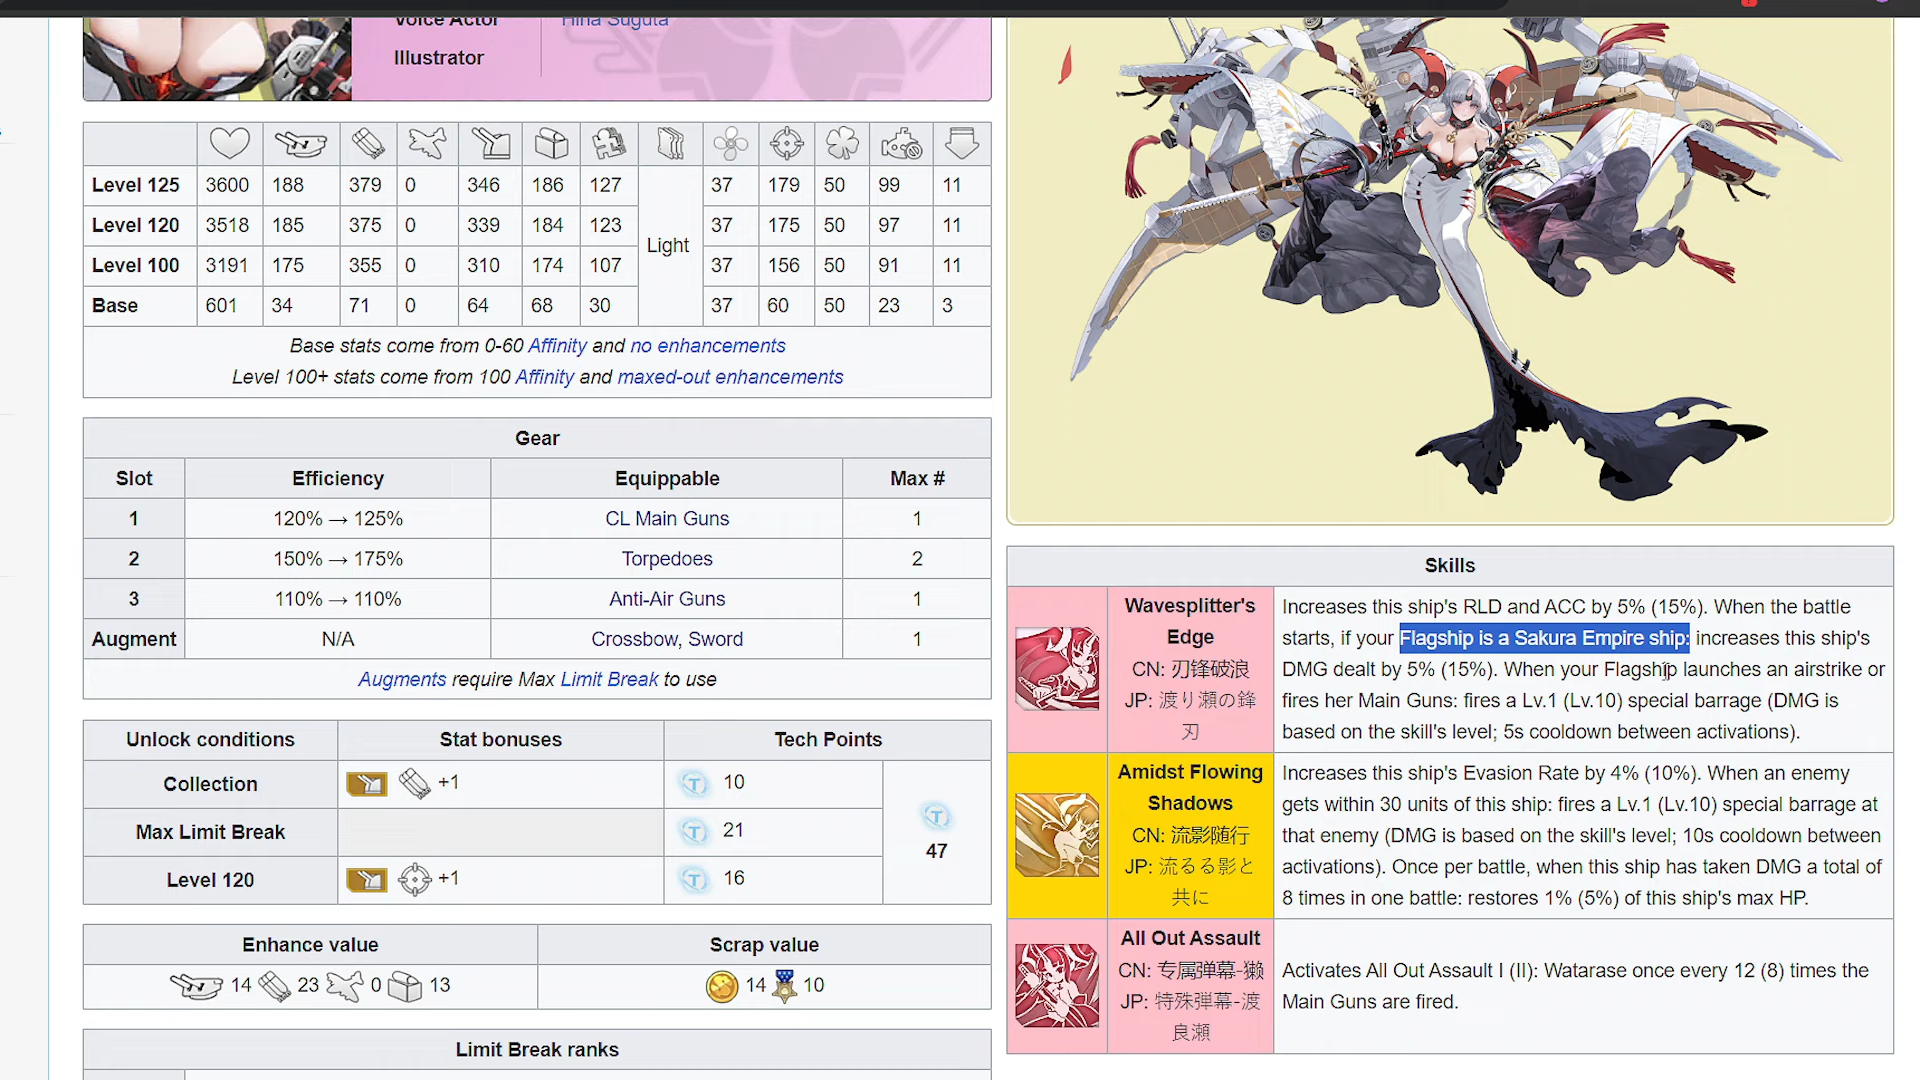 Voice Actor Hina Suguta
Illustrator
Level 125 3600 188 379 0 346 186 127 Light 37 179 50 99 11
Level 120 3518 185 375 0 339 184 123 37 175 50 97 11
Level 100 3191 175 355 0 310 174 107 37 156 50 91 11
Base 601 34 71 0 64 68 30 37 60 50 23 3
Base stats come from 0-60 Affinity and no enhancements
Level 100+ stats come from 100 Affinity and maxed-out enhancements
Gear
Slot Efficiency Equippable Max #
1 120% → 125% CL Main Guns 1
2 150% → 175% Torpedoes 2
3 110% → 110% Anti-Air Guns 1
Augment N/A Crossbow, Sword 1
Augments require Max Limit Break to use
Unlock conditions Stat bonuses Tech Points
Collection +1 T 10
Max Limit Break T 21
Level 120 +1 T 16
T 47
Enhance value Scrap value
14 23 0 13 14 10
Limit Break ranks
Skills
Wavesplitter's
Edge
CN: 刃锋破浪
JP: 渡り瀬の鋒
刃
Increases this ship's RLD and ACC by 5% (15%). When the battle
starts, if your Flagship is a Sakura Empire ship: increases this ship's
DMG dealt by 5% (15%). When your Flagship launches an airstrike or
fires her Main Guns: fires a Lv.1 (Lv.10) special barrage (DMG is
based on the skill's level; 5s cooldown between activations).
Amidst Flowing
Shadows
CN: 流影随行
JP: 流るる影と
共に
Increases this ship's Evasion Rate by 4% (10%). When an enemy
gets within 30 units of this ship: fires a Lv.1 (Lv.10) special barrage at
that enemy (DMG is based on the skill's level; 10s cooldown between
activations). Once per battle, when this ship has taken DMG a total of
8 times in one battle: restores 1% (5%) of this ship's max HP.
All Out Assault
CN: 专属弹幕-獭
JP: 特殊弾幕-渡
良瀬
Activates All Out Assault I (II): Watarase once every 12 (8) times the
Main Guns are fired.